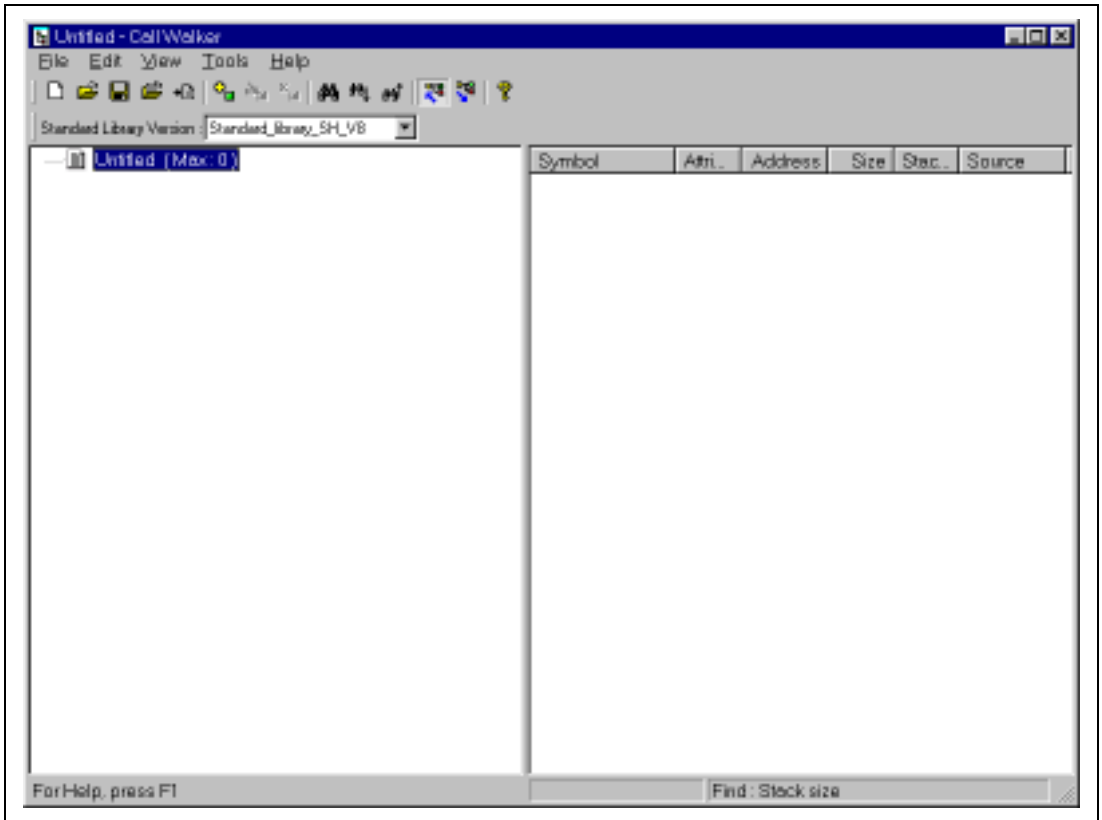 Untitled - Call Walker
File Edit View Tools Help
Standard Library Version : Standard_library_SH_V8
Untitled (Max: 0)
Symbol Attri... Address Size Stac... Source
For Help, press F1
Find : Stack size